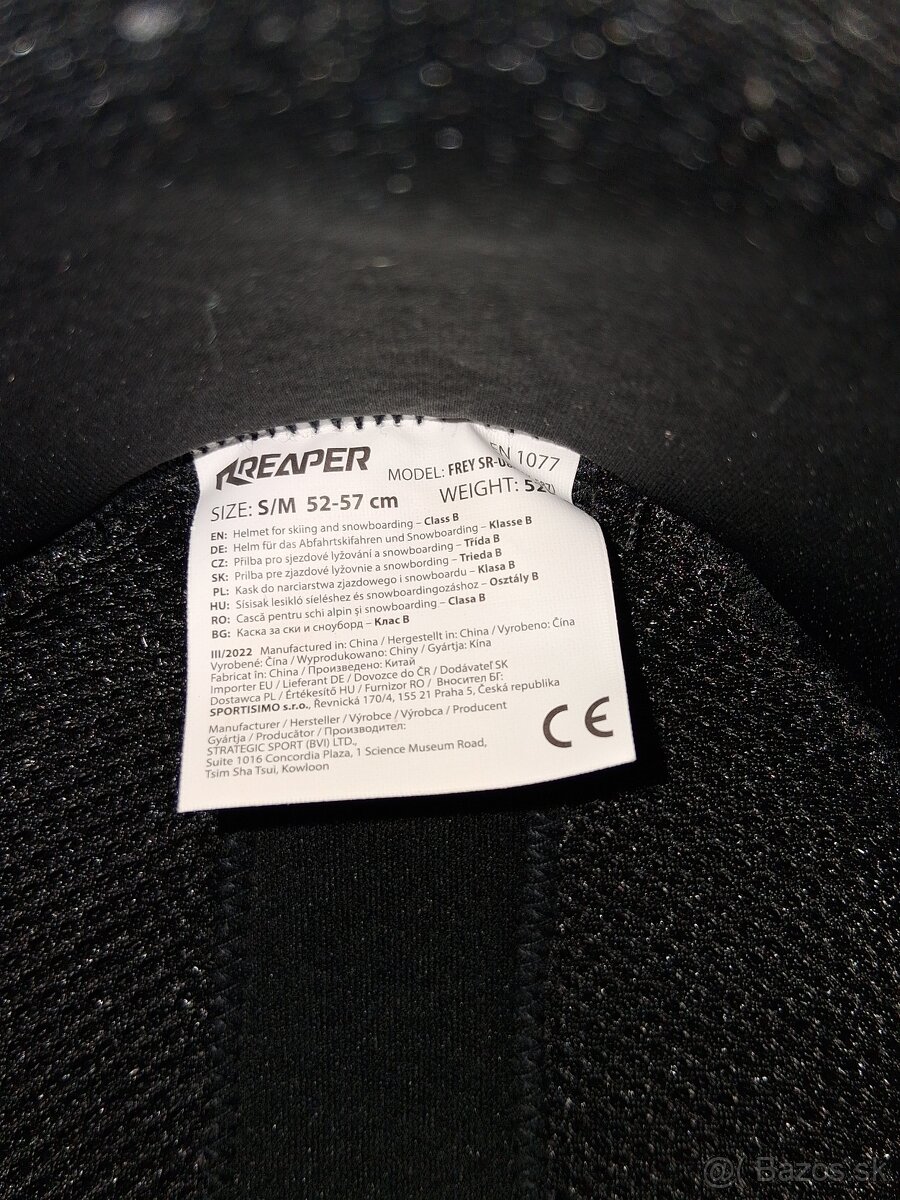 REAPER
MODEL: FREY SR- EN 1077
SIZE: S/M 52-57 cm WEIGHT:
EN: Helmet for skiing and snowboarding – Class B
DE: Helm für das Abfahrtskifahren und Snowboarding – Klasse B
CZ: Přilba pro sjezdové lyžování a snowboarding – Třída B
SK: Prilba pre zjazdové lyžovnie a snowbording – Trieda B
PL: Kask do narciarstwa zjazdowego i snowboardu – Klasa B
HU: Sísisak lesikló síeléshez és snowboardingozáshoz – Osztály B
RO: Cască pentru schi alpin și snowboarding – Clasa B
BG: Каска за ски и сноуборд – Клас B
III/2022 Manufactured in: China / Hergestellt in: China / Vyrobeno: Čína
Vyrobené: Čína / Wyprodukowano: Chiny / Gyártja: Kína
Fabricat în: China / Произведено: Китай
Importer EU / Lieferant DE / Dovozce do ČR / Dodávateľ SK
Dostawca PL / Értékesítő HU / Furnizor RO / Вносител БГ:
SPORTISIMO s.r.o., Řevnická 170/4, 155 21 Praha 5, Česká republika
Manufacturer / Hersteller / Výrobce / Výrobca / Producent
Gyártja / Producător / Производител:
STRATEGIC SPORT (BVI) LTD.,
Suite 1016 Concordia Plaza, 1 Science Museum Road,
Tsim Sha Tsui, Kowloon
CE
Bazos.sk